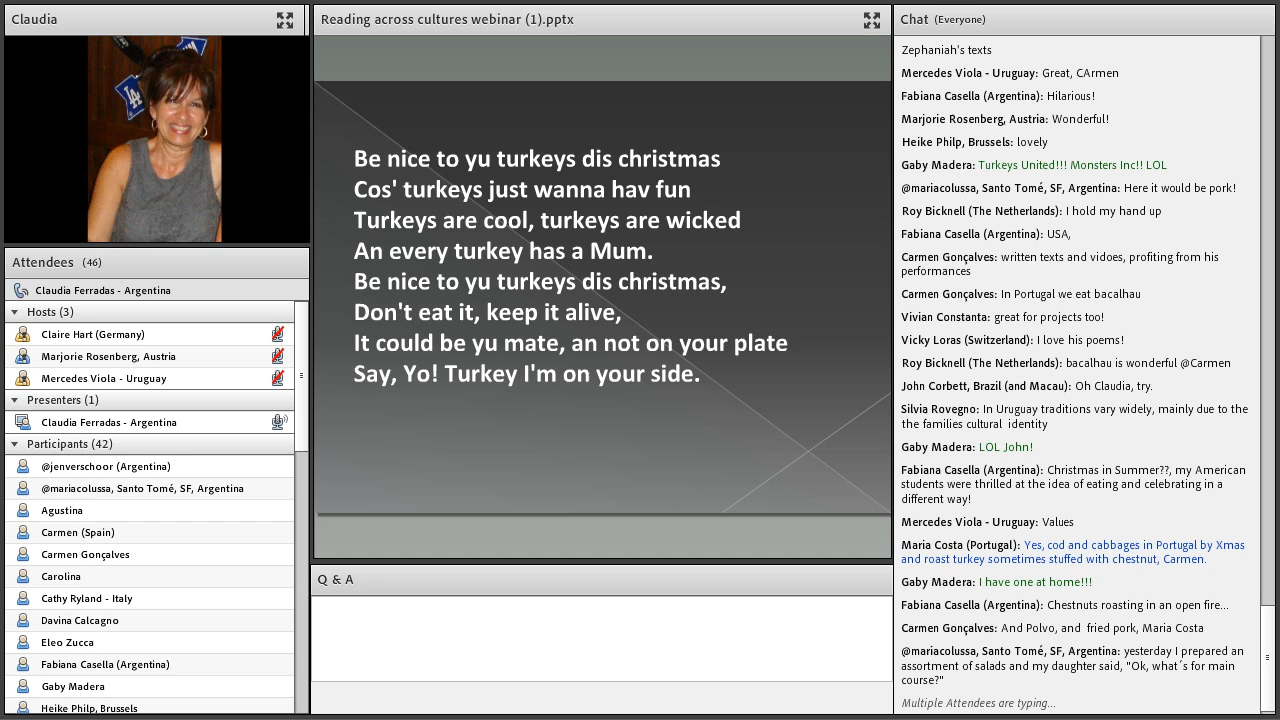 Claudia
Attendees (46)
Claudia Ferradas - Argentina
Hosts (3)
Claire Hart (Germany)
Marjorie Rosenberg, Austria
Mercedes Viola - Uruguay
Presenters (1)
Claudia Ferradas - Argentina
Participants (42)
@jenverschoor (Argentina)
@mariacolussa, Santo Tomé, SF, Argentina
Agustina
Carmen (Spain)
Carmen Gonçalves
Carolina
Cathy Ryland - Italy
Davina Calcagno
Eleo Zucca
Fabiana Casella (Argentina)
Gaby Madera
Heike Philp, Brussels
Reading across cultures webinar (1).pptx
Be nice to yu turkeys dis christmas
Cos' turkeys just wanna hav fun
Turkeys are cool, turkeys are wicked
An every turkey has a Mum.
Be nice to yu turkeys dis christmas,
Don't eat it, keep it alive,
It could be yu mate, an not on your plate
Say, Yo! Turkey I'm on your side.
Q & A
Chat (Everyone)
Zephaniah's texts
Mercedes Viola - Uruguay: Great, CArmen
Fabiana Casella (Argentina): Hilarious!
Marjorie Rosenberg, Austria: Wonderful!
Heike Philp, Brussels: lovely
Gaby Madera: Turkeys United!!! Monsters Inc!! LOL
@mariacolussa, Santo Tomé, SF, Argentina: Here it would be pork!
Roy Bicknell (The Netherlands): I hold my hand up
Fabiana Casella (Argentina): USA,
Carmen Gonçalves: written texts and vidoes, profiting from his
performances
Carmen Gonçalves: In Portugal we eat bacalhau
Vivian Constanta: great for projects too!
Vicky Loras (Switzerland): I love his poems!
Roy Bicknell (The Netherlands): bacalhau is wonderful @Carmen
John Corbett, Brazil (and Macau): Oh Claudia, try.
Silvia Rovegno: In Uruguay traditions vary widely, mainly due to the
the families cultural identity
Gaby Madera: LOL John!
Fabiana Casella (Argentina): Christmas in Summer??, my American
students were thrilled at the idea of eating and celebrating in a
different way!
Mercedes Viola - Uruguay: Values
Maria Costa (Portugal): Yes, cod and cabbages in Portugal by Xmas
and roast turkey sometimes stuffed with chestnut, Carmen.
Gaby Madera: I have one at home!!!
Fabiana Casella (Argentina): Chestnuts roasting in an open fire...
Carmen Gonçalves: And Polvo, and fried pork, Maria Costa
@mariacolussa, Santo Tomé, SF, Argentina: yesterday I prepared an
assortment of salads and my daughter said, "Ok, what´s for main
course?"
Multiple Attendees are typing...